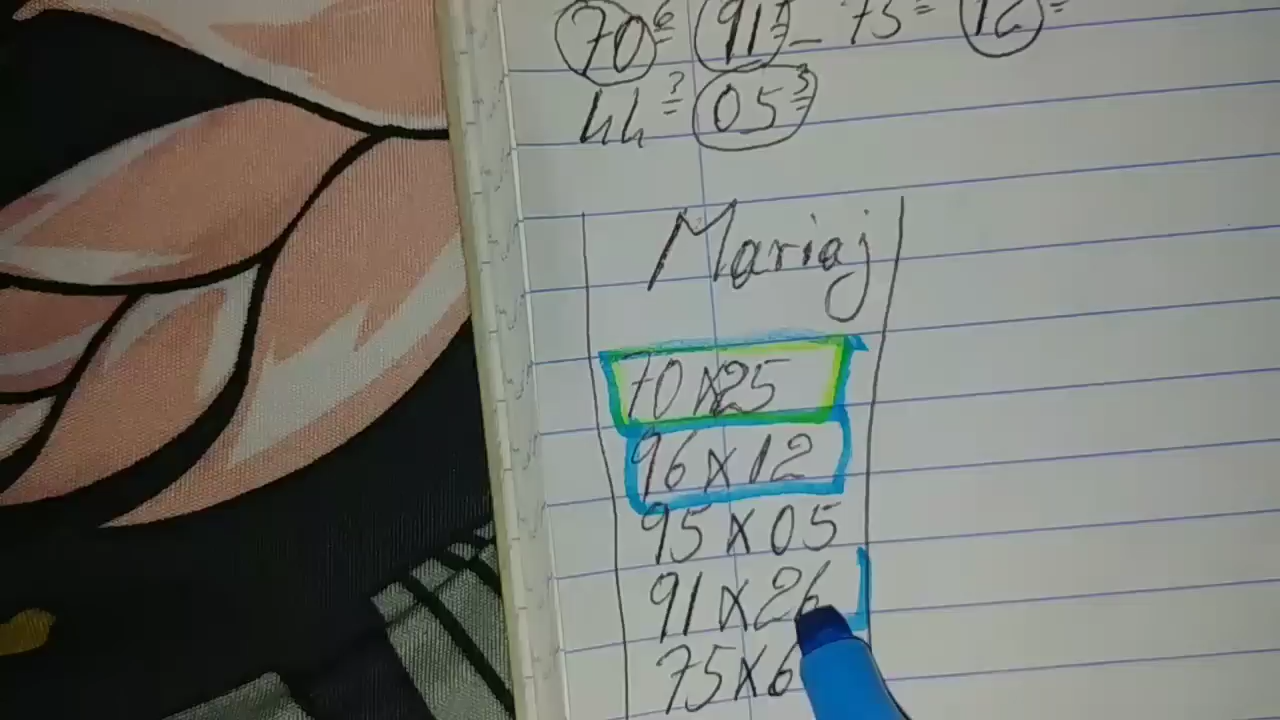 70 91 - 75 = 12 =
44 = 05
Mariaj
70x25
96x12
95x05
91x26
75x6